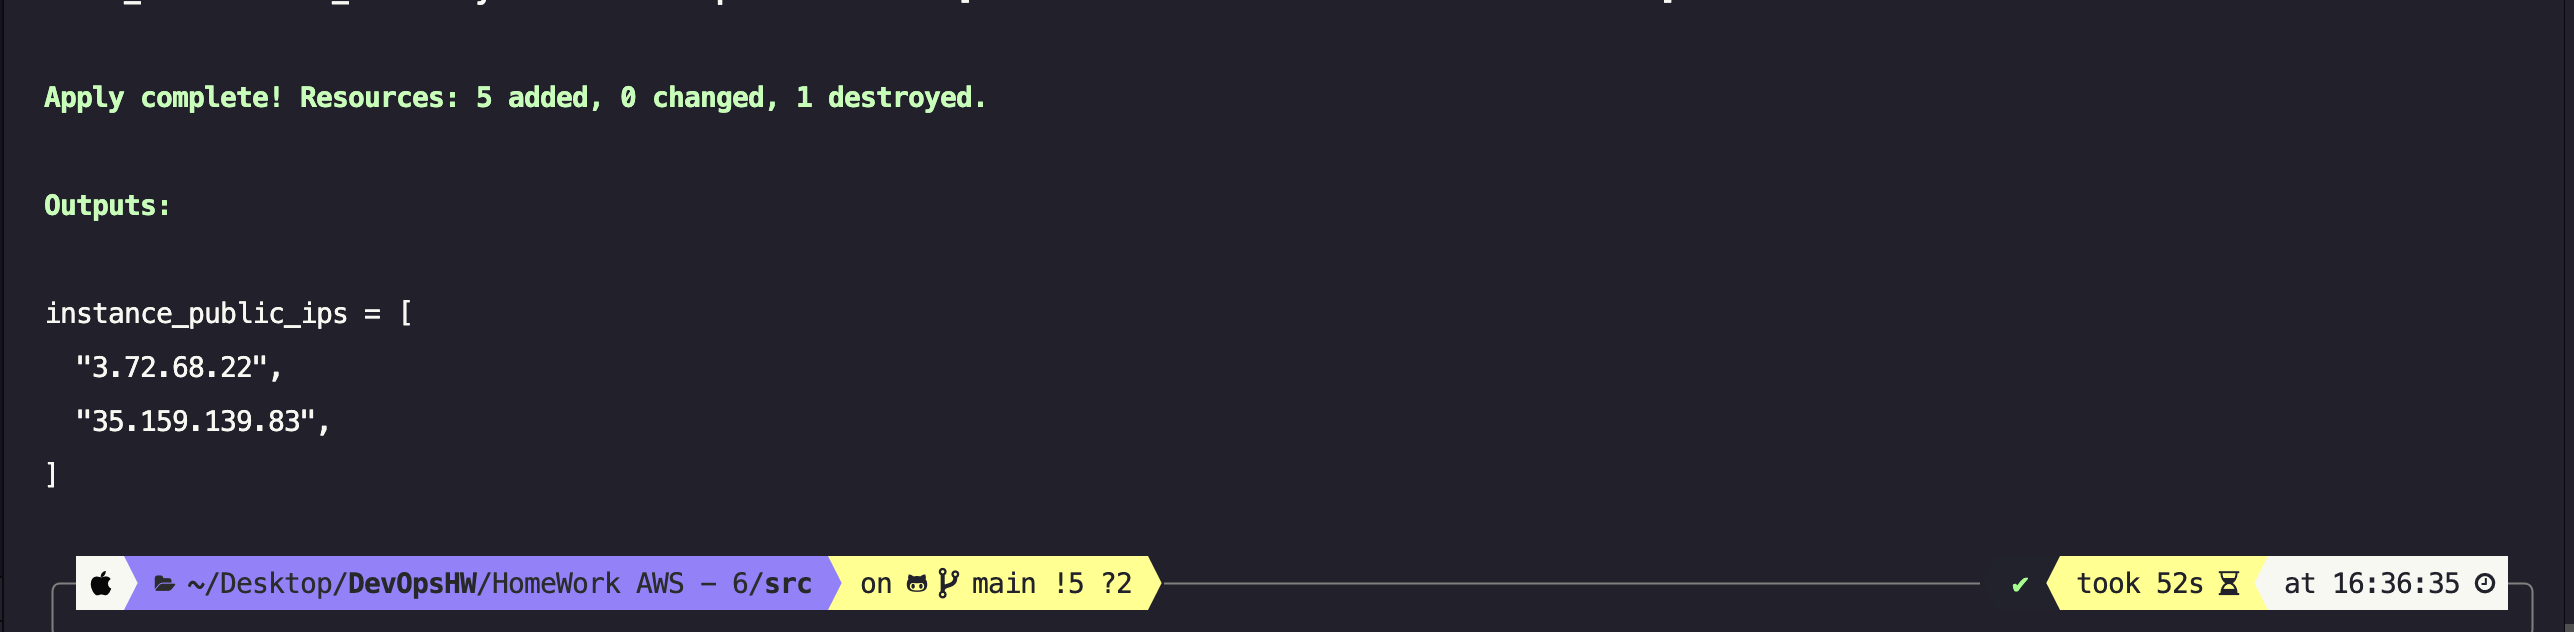 Apply complete! Resources: 5 added, 0 changed, 1 destroyed.
Outputs:
instance_public_ips = [
  "3.72.68.22",
  "35.159.139.83",
]
~/Desktop/DevOpsHW/HomeWork AWS – 6/src on main !5 ?2 ✔ took 52s at 16:36:35